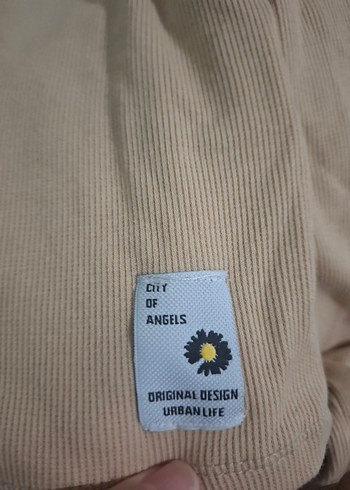 CITY
OF
ANGELS
ORIGINAL DESIGN
URBAN LIFE